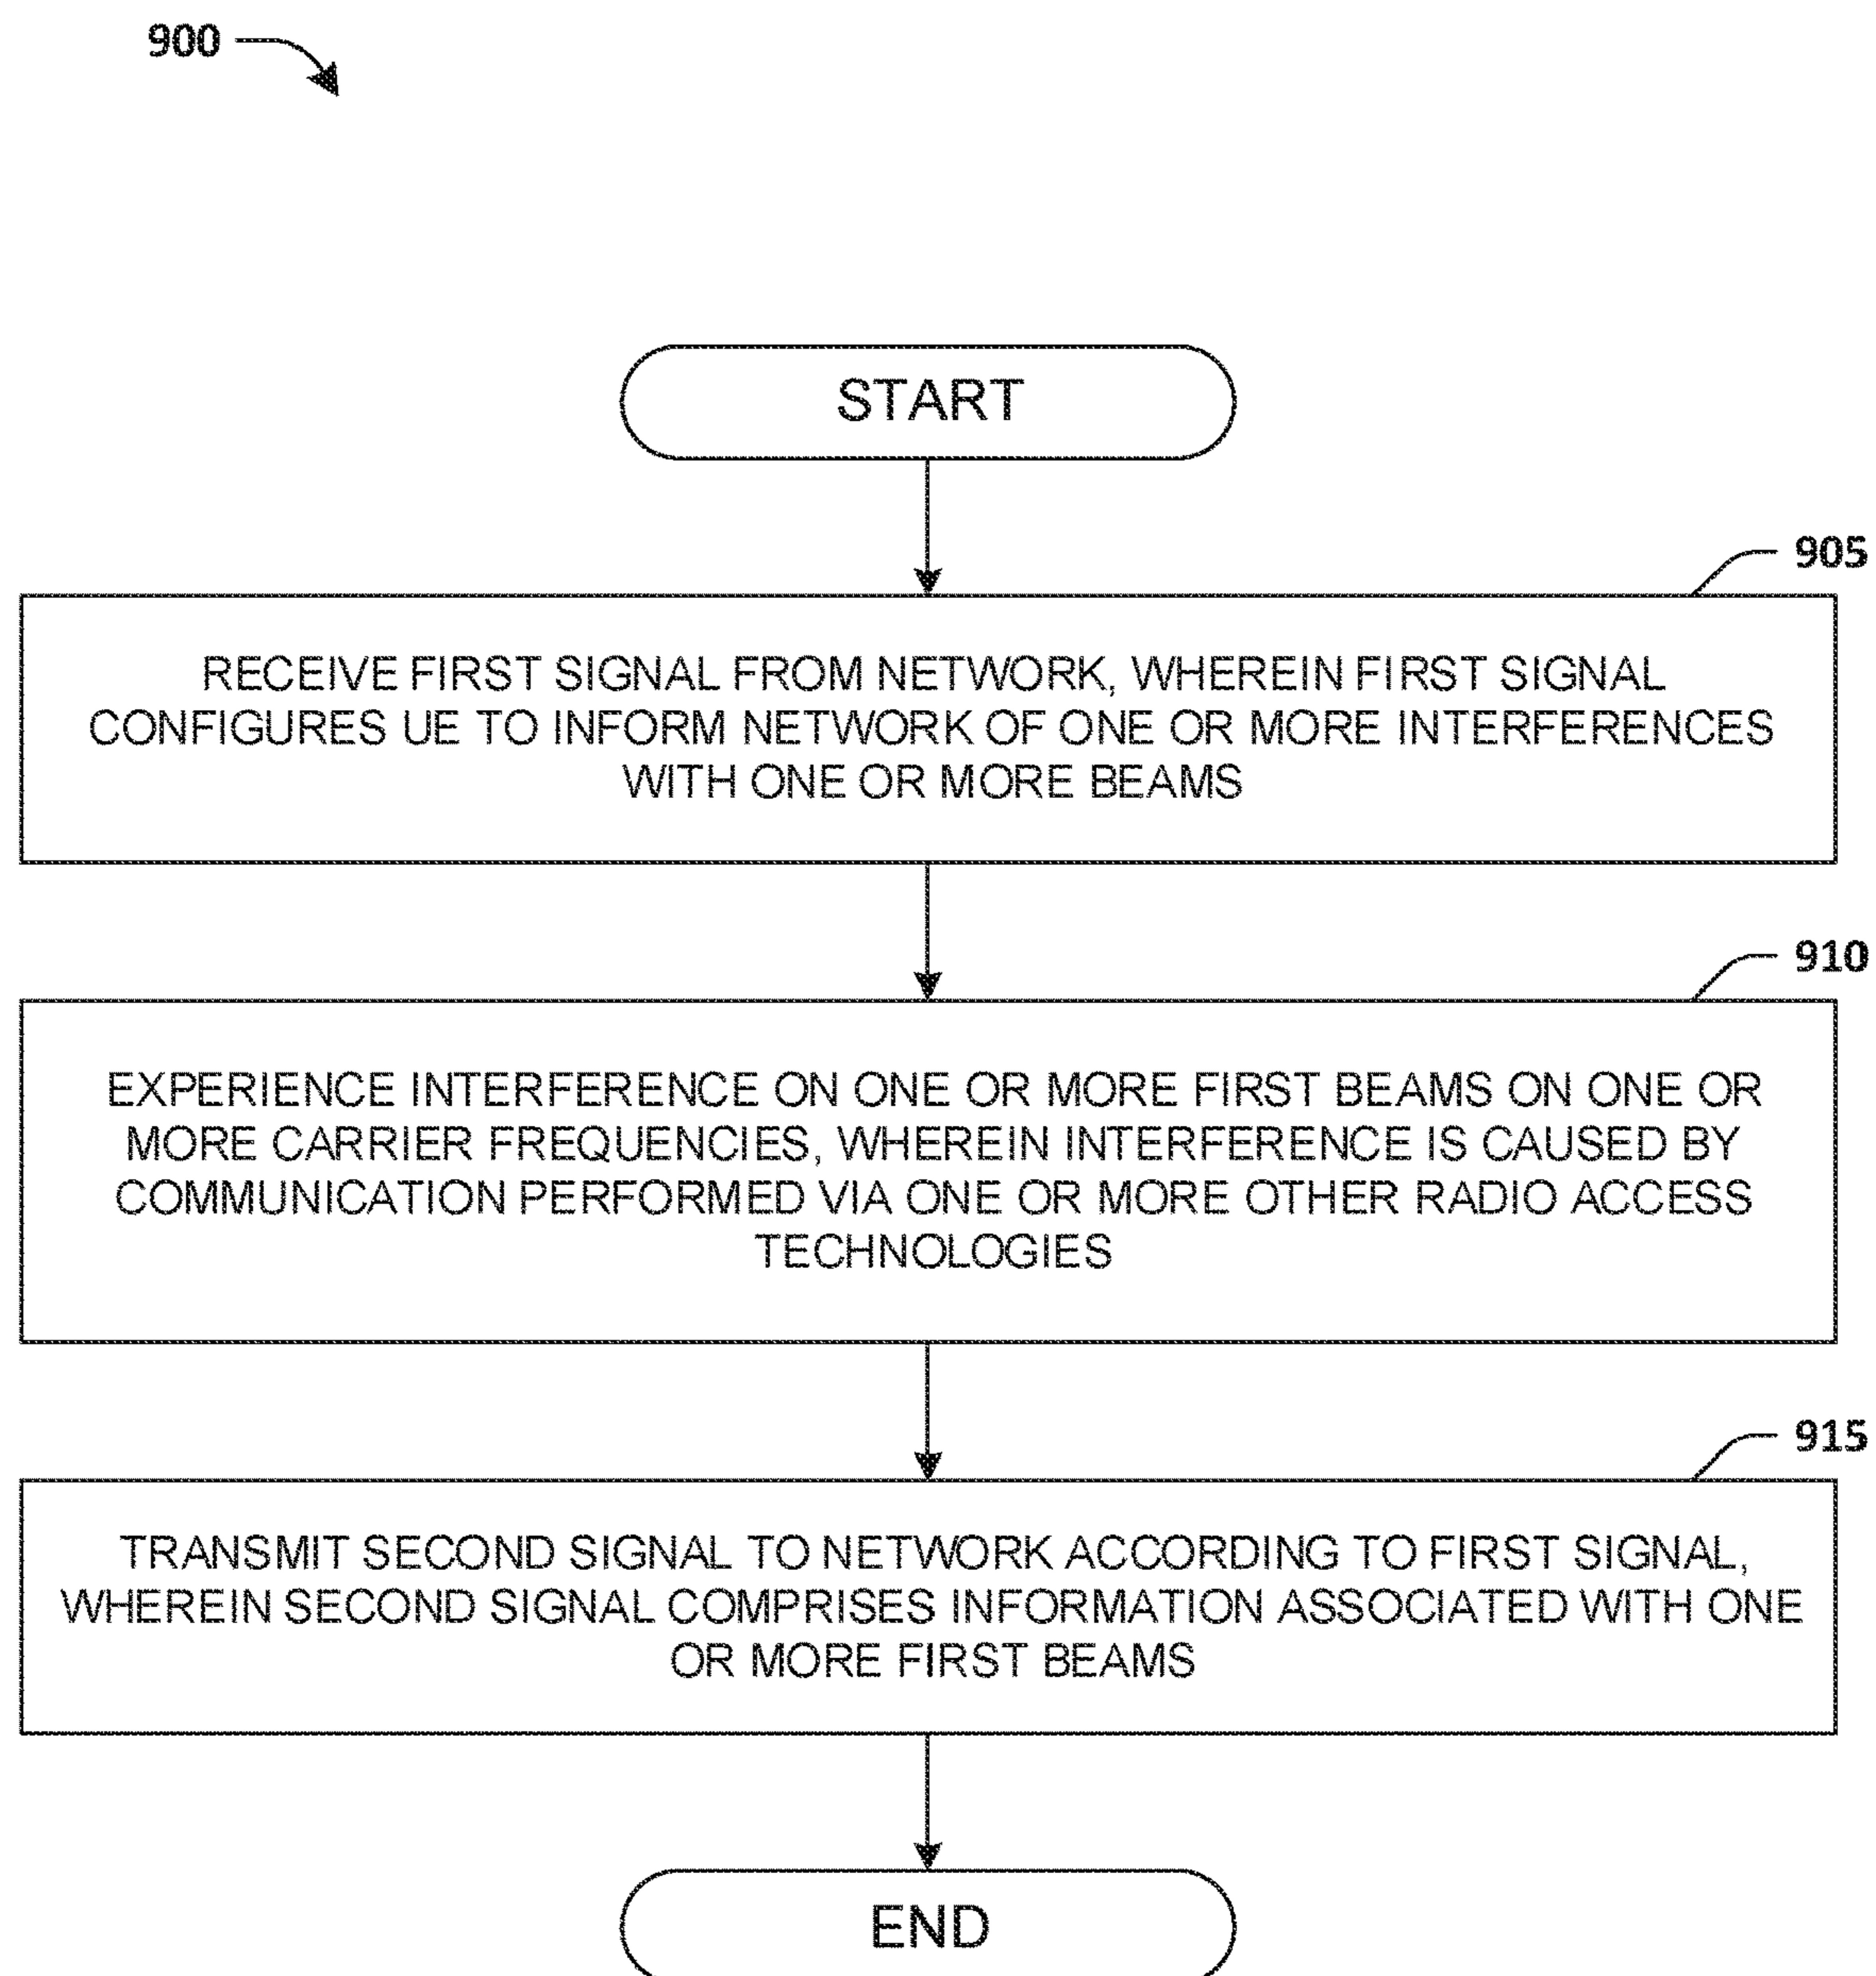 900
START
905
RECEIVE FIRST SIGNAL FROM NETWORK, WHEREIN FIRST SIGNAL
CONFIGURES UE TO INFORM NETWORK OF ONE OR MORE INTERFERENCES
WITH ONE OR MORE BEAMS
910
EXPERIENCE INTERFERENCE ON ONE OR MORE FIRST BEAMS ON ONE OR
MORE CARRIER FREQUENCIES, WHEREIN INTERFERENCE IS CAUSED BY
COMMUNICATION PERFORMED VIA ONE OR MORE OTHER RADIO ACCESS
TECHNOLOGIES
915
TRANSMIT SECOND SIGNAL TO NETWORK ACCORDING TO FIRST SIGNAL,
WHEREIN SECOND SIGNAL COMPRISES INFORMATION ASSOCIATED WITH ONE
OR MORE FIRST BEAMS
END